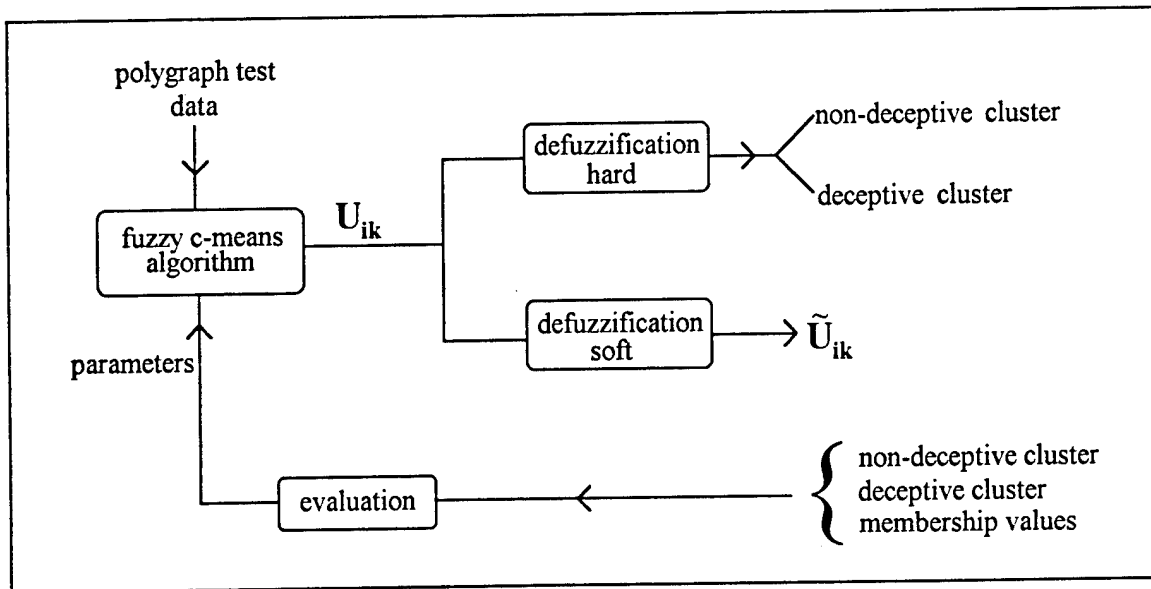 polygraph test
data
fuzzy c-means
algorithm
U_ik
defuzzification
hard
non-deceptive cluster
deceptive cluster
defuzzification
soft
Ũ_ik
parameters
evaluation
non-deceptive cluster
deceptive cluster
membership values